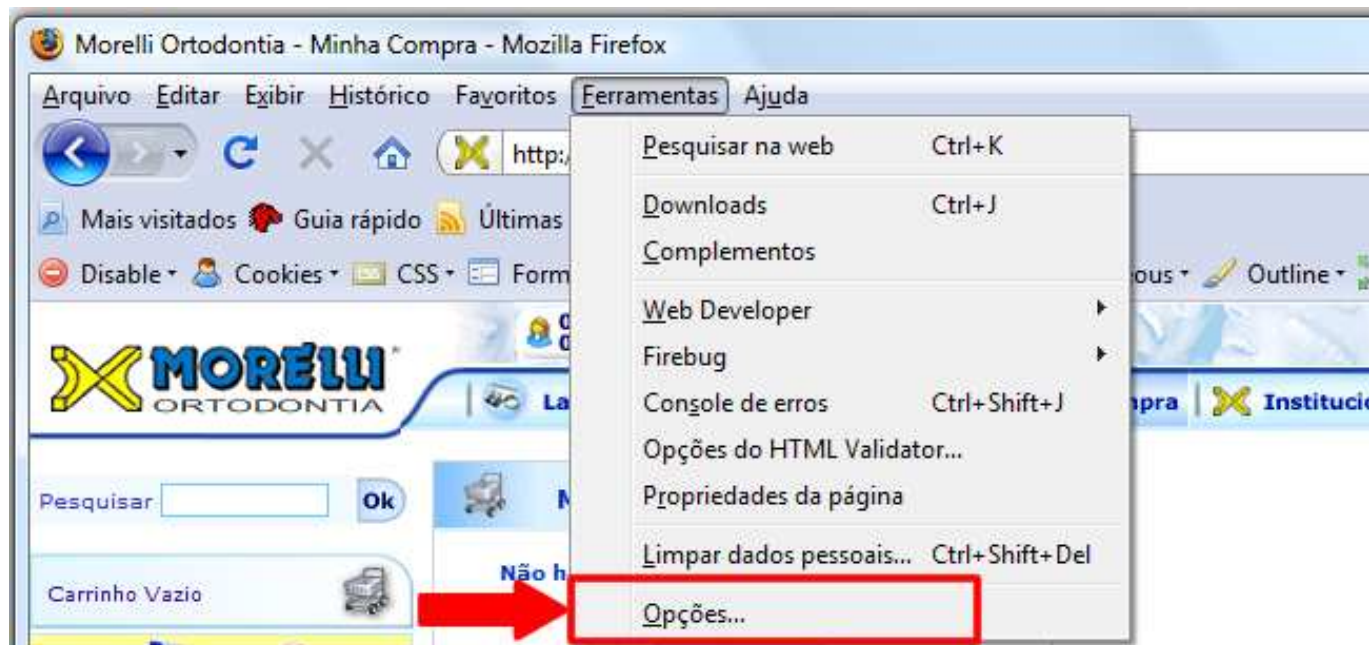 Morelli Ortodontia - Minha Compra - Mozilla Firefox
Arquivo Editar Exibir Histórico Favoritos Ferramentas Ajuda
http:/
Pesquisar na web Ctrl+K
Mais visitados Guia rápido Últimas
Downloads Ctrl+J
Complementos
Disable Cookies CSS Form
Outline
Web Developer
Firebug
MORELLI
ORTODONTIA
Console de erros Ctrl+Shift+J
Opções do HTML Validator...
Propriedades da página
Pesquisar Ok
Limpar dados pessoais... Ctrl+Shift+Del
Não h
Carrinho Vazio
Opções...